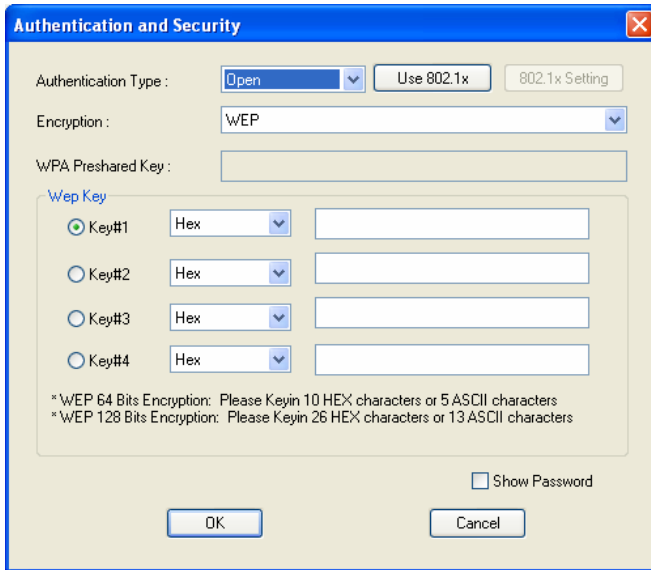 Authentication and Security
Authentication Type : Open Use 802.1x 802.1x Setting
Encryption : WEP
WPA Preshared Key :
Wep Key
Key#1 Hex
Key#2 Hex
Key#3 Hex
Key#4 Hex
* WEP 64 Bits Encryption: Please Keyin 10 HEX characters or 5 ASCII characters
* WEP 128 Bits Encryption: Please Keyin 26 HEX characters or 13 ASCII characters
Show Password
OK Cancel